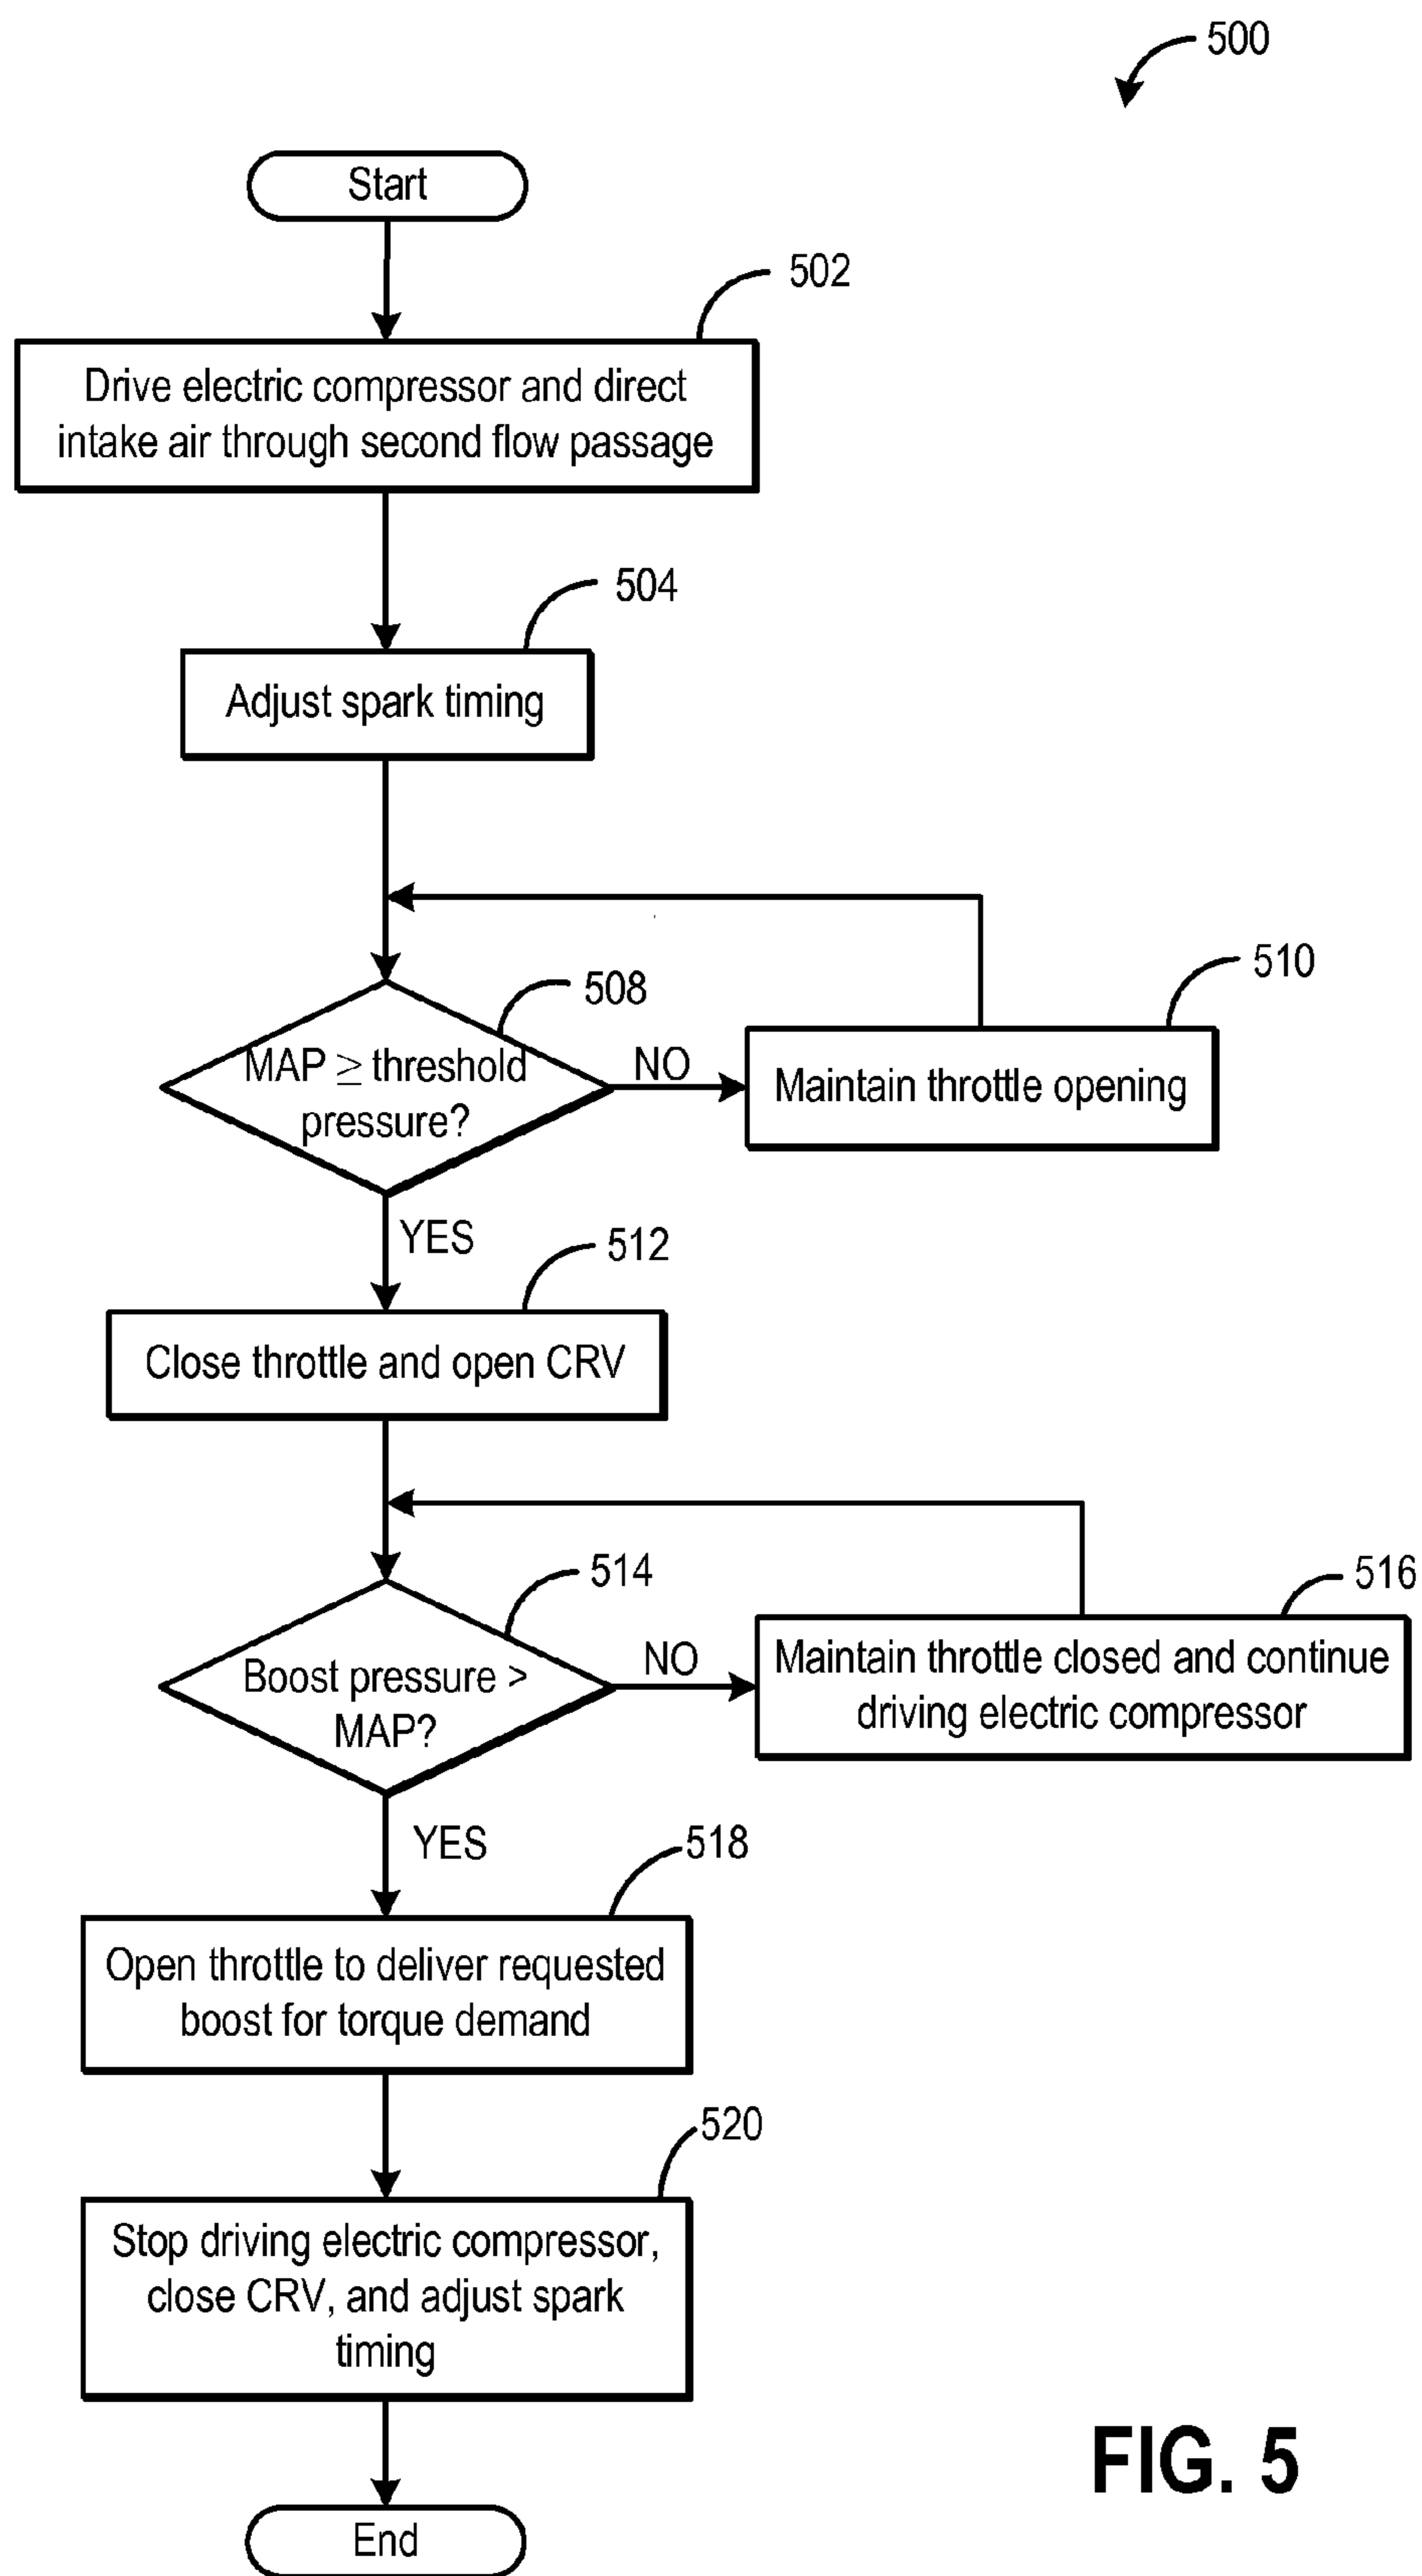 500
Start
502
Drive electric compressor and direct
intake air through second flow passage
504
Adjust spark timing
508
MAP ≥ threshold
pressure?
NO
510
Maintain throttle opening
YES
512
Close throttle and open CRV
514
Boost pressure >
MAP?
NO
516
Maintain throttle closed and continue
driving electric compressor
YES
518
Open throttle to deliver requested
boost for torque demand
520
Stop driving electric compressor,
close CRV, and adjust spark
timing
End
FIG. 5